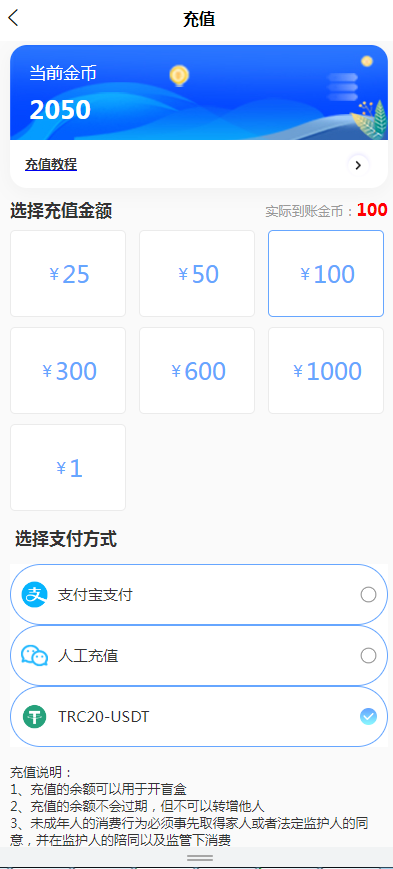 充值
当前金币
2050
充值教程
选择充值金额 实际到账金币：100
¥25 ¥50 ¥100
¥300 ¥600 ¥1000
¥1
选择支付方式
支付宝支付
人工充值
TRC20-USDT
充值说明：
1、充值的余额可以用于开盲盒
2、充值的余额不会过期，但不可以转增他人
3、未成年人的消费行为必须事先取得家人或者法定监护人的同
意，并在监护人的陪同以及监管下消费